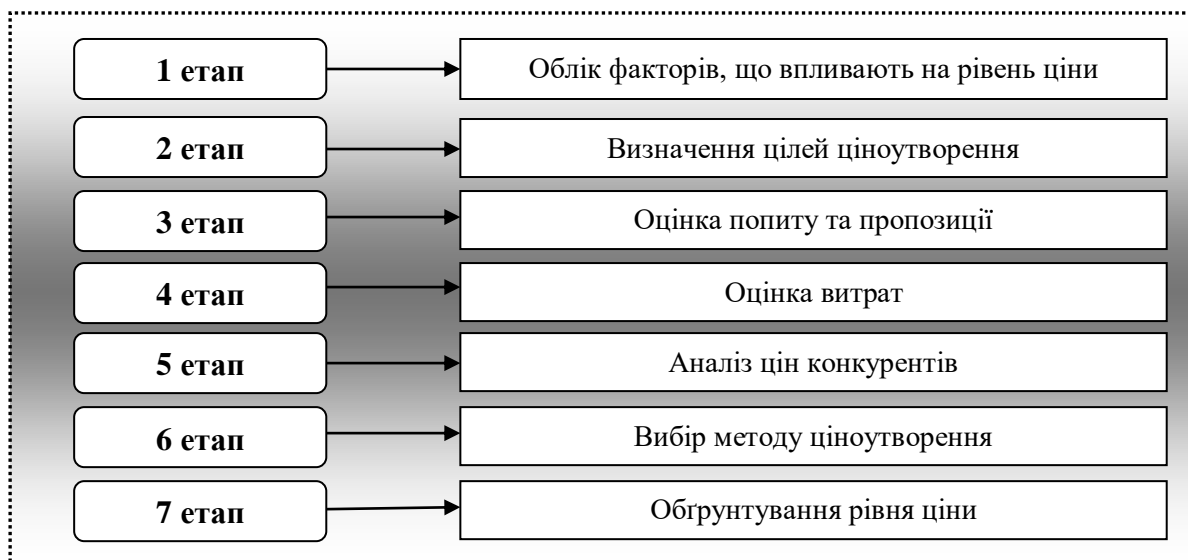 1 етап
Облік факторів, що впливають на рівень ціни
2 етап
Визначення цілей ціноутворення
3 етап
Оцінка попиту та пропозиції
4 етап
Оцінка витрат
5 етап
Аналіз цін конкурентів
6 етап
Вибір методу ціноутворення
7 етап
Обґрунтування рівня ціни